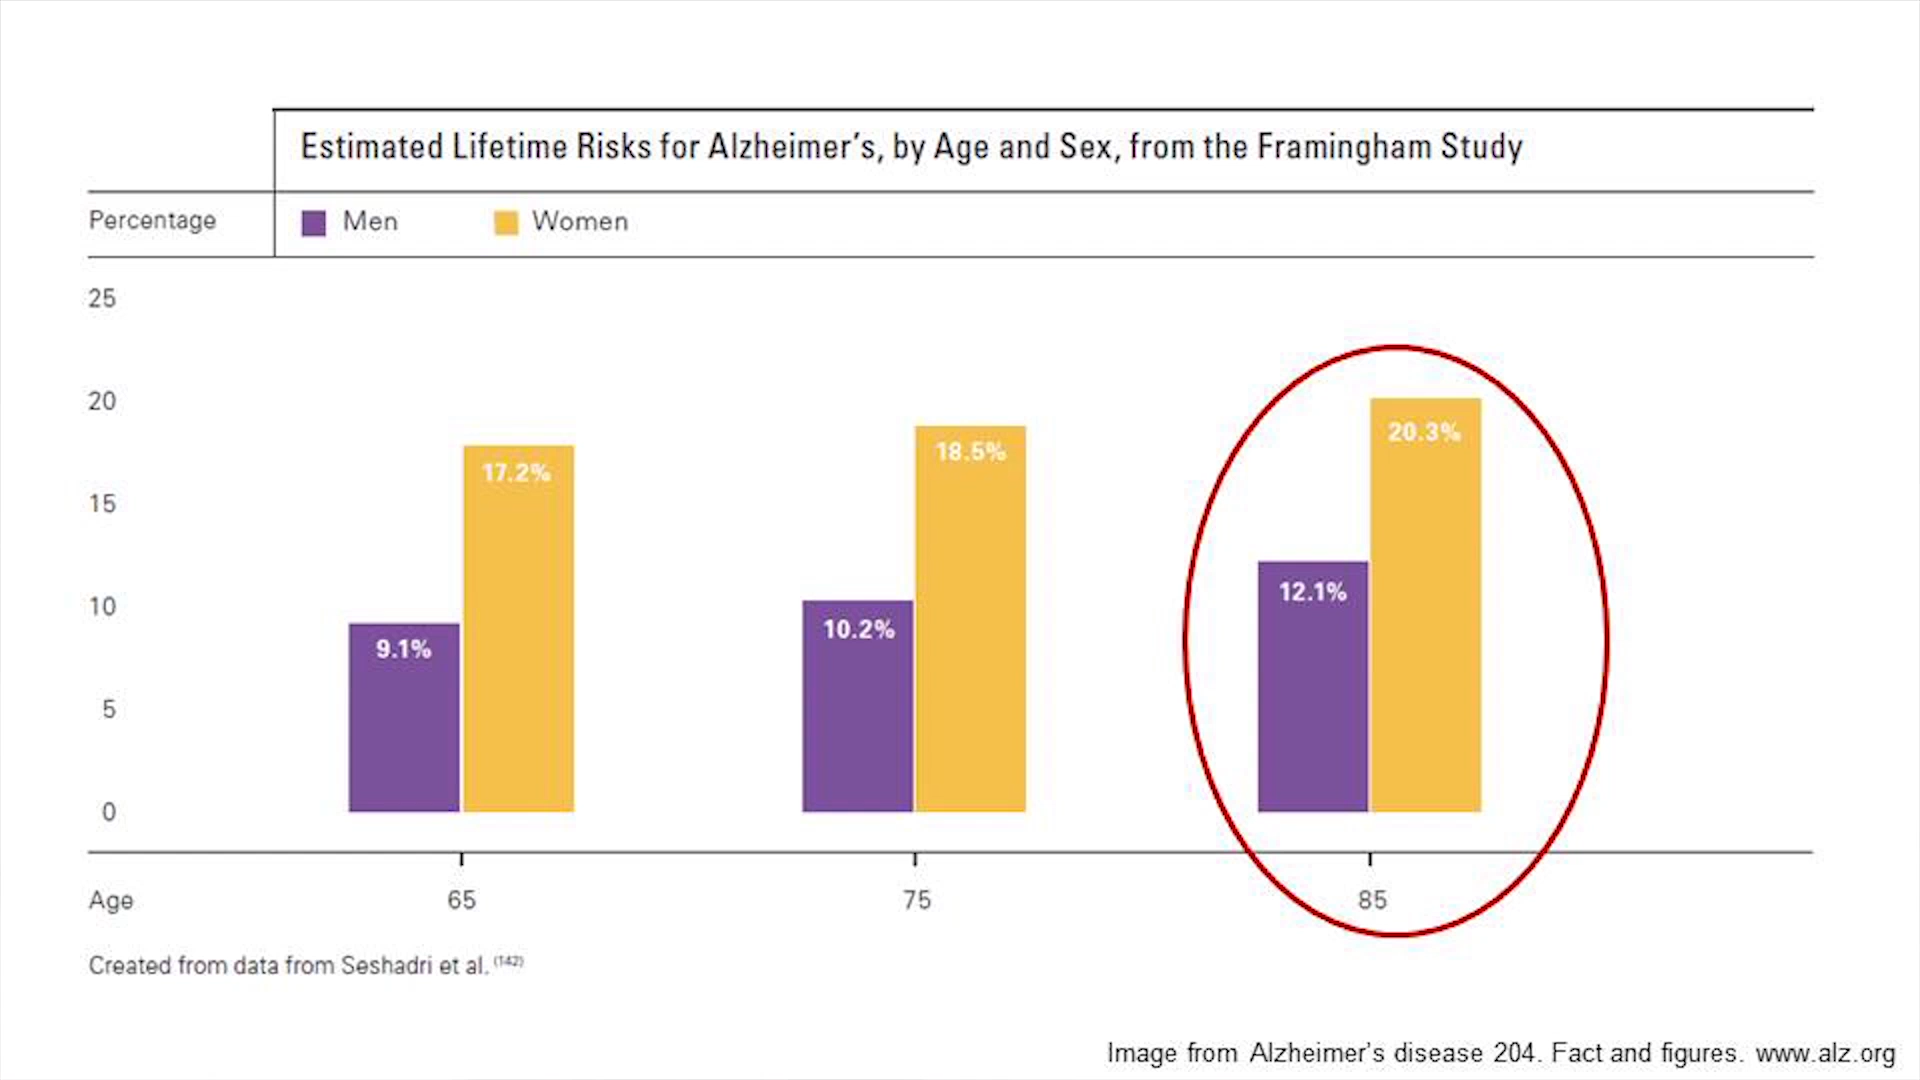 Estimated Lifetime Risks for Alzheimer's, by Age and Sex, from the Framingham Study
Percentage
Men
Women
25
20
15
10
5
0
9.1%
17.2%
10.2%
18.5%
12.1%
20.3%
Age
65
75
85
Created from data from Seshadri et al. (142)
Image from Alzheimer's disease 204. Fact and figures. www.alz.org